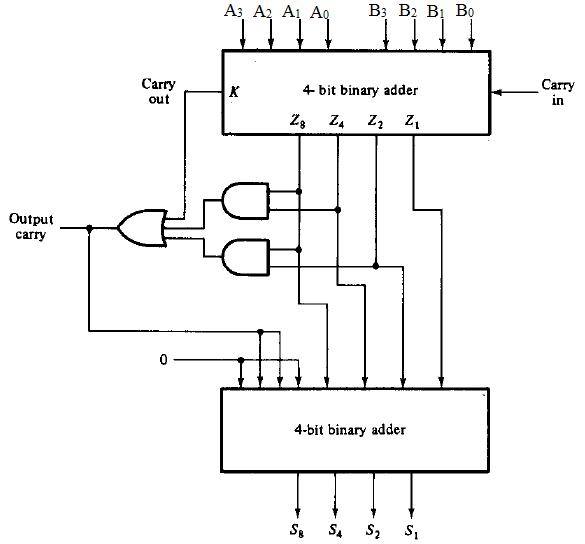 A3 A2 A1 A0 B3 B2 B1 B0
Carry out
K
4- bit binary adder
Carry in
Z8 Z4 Z2 Z1
Output carry
0
4-bit binary adder
S8 S4 S2 S1